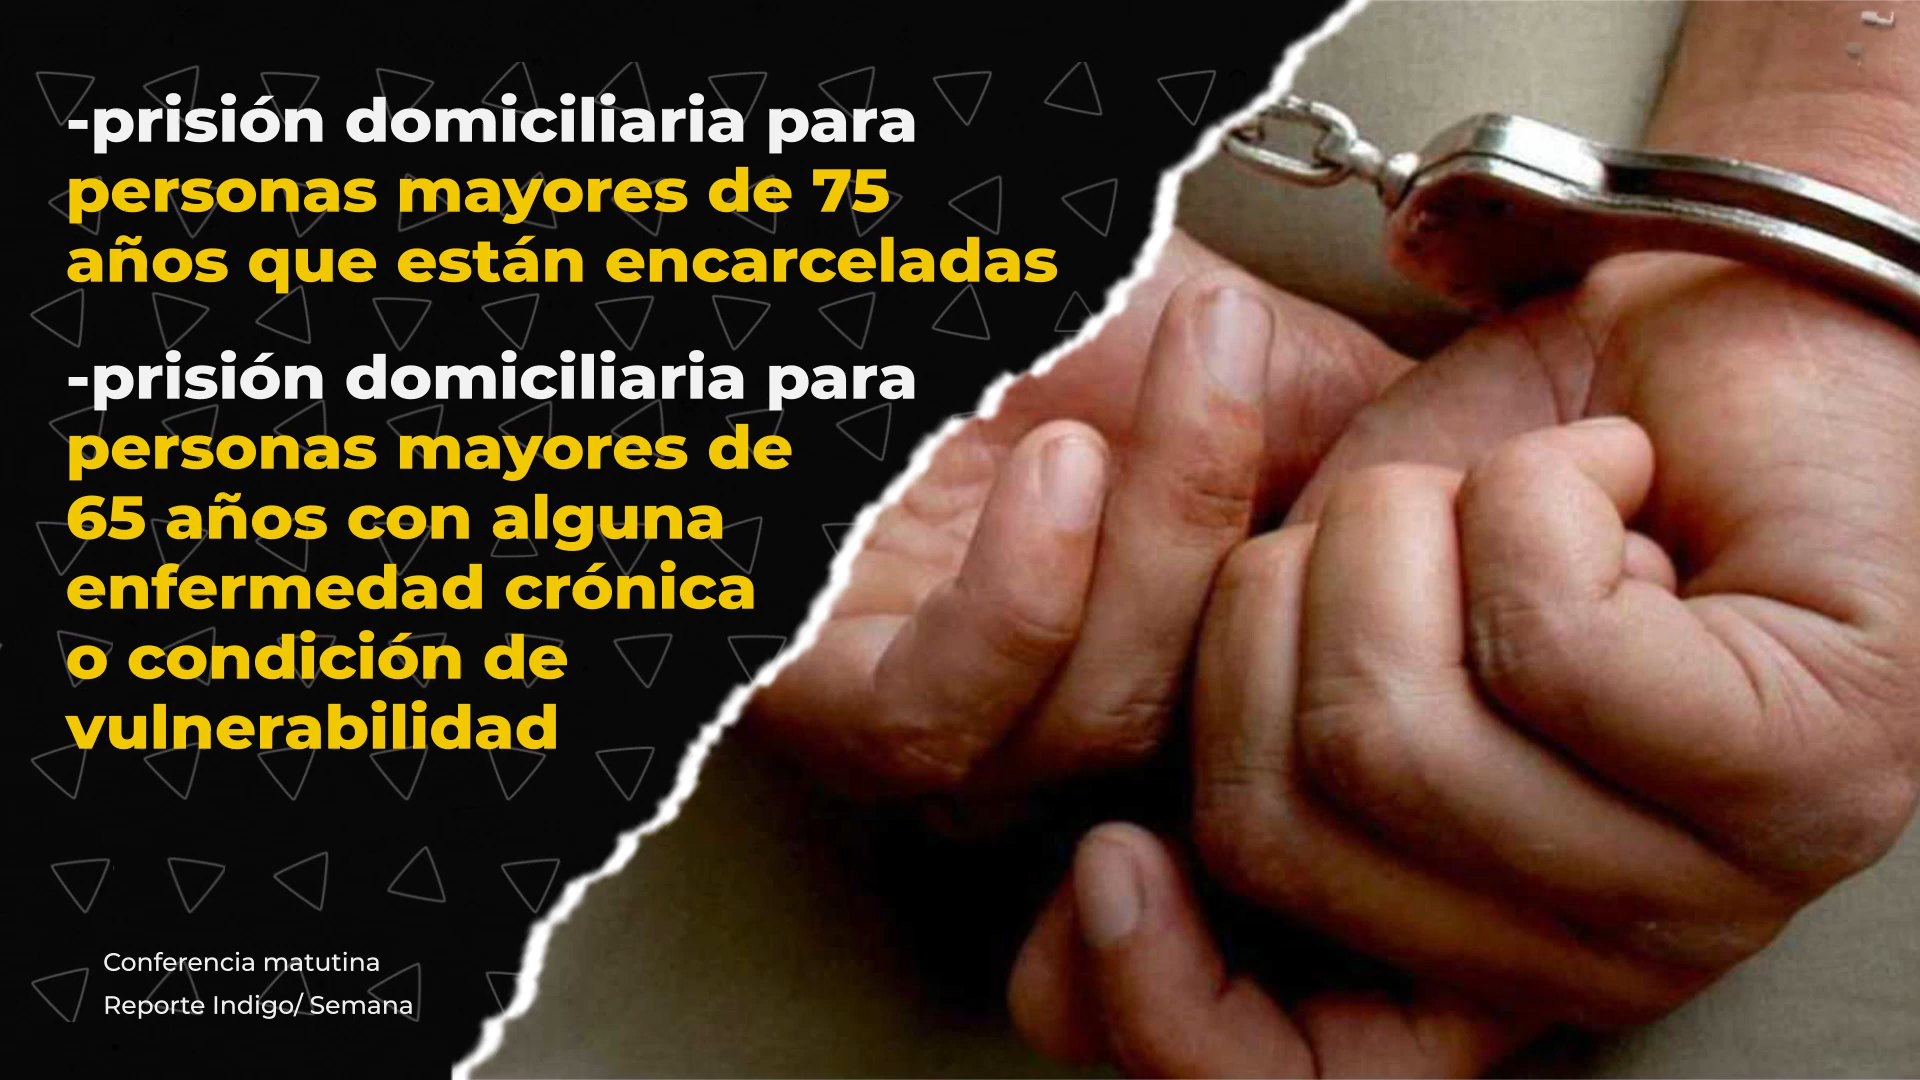 -prisión domiciliaria para
personas mayores de 75
años que están encarceladas
-prisión domiciliaria para
personas mayores de
65 años con alguna
enfermedad crónica
o condición de
vulnerabilidad
Conferencia matutina
Reporte Indigo/ Semana